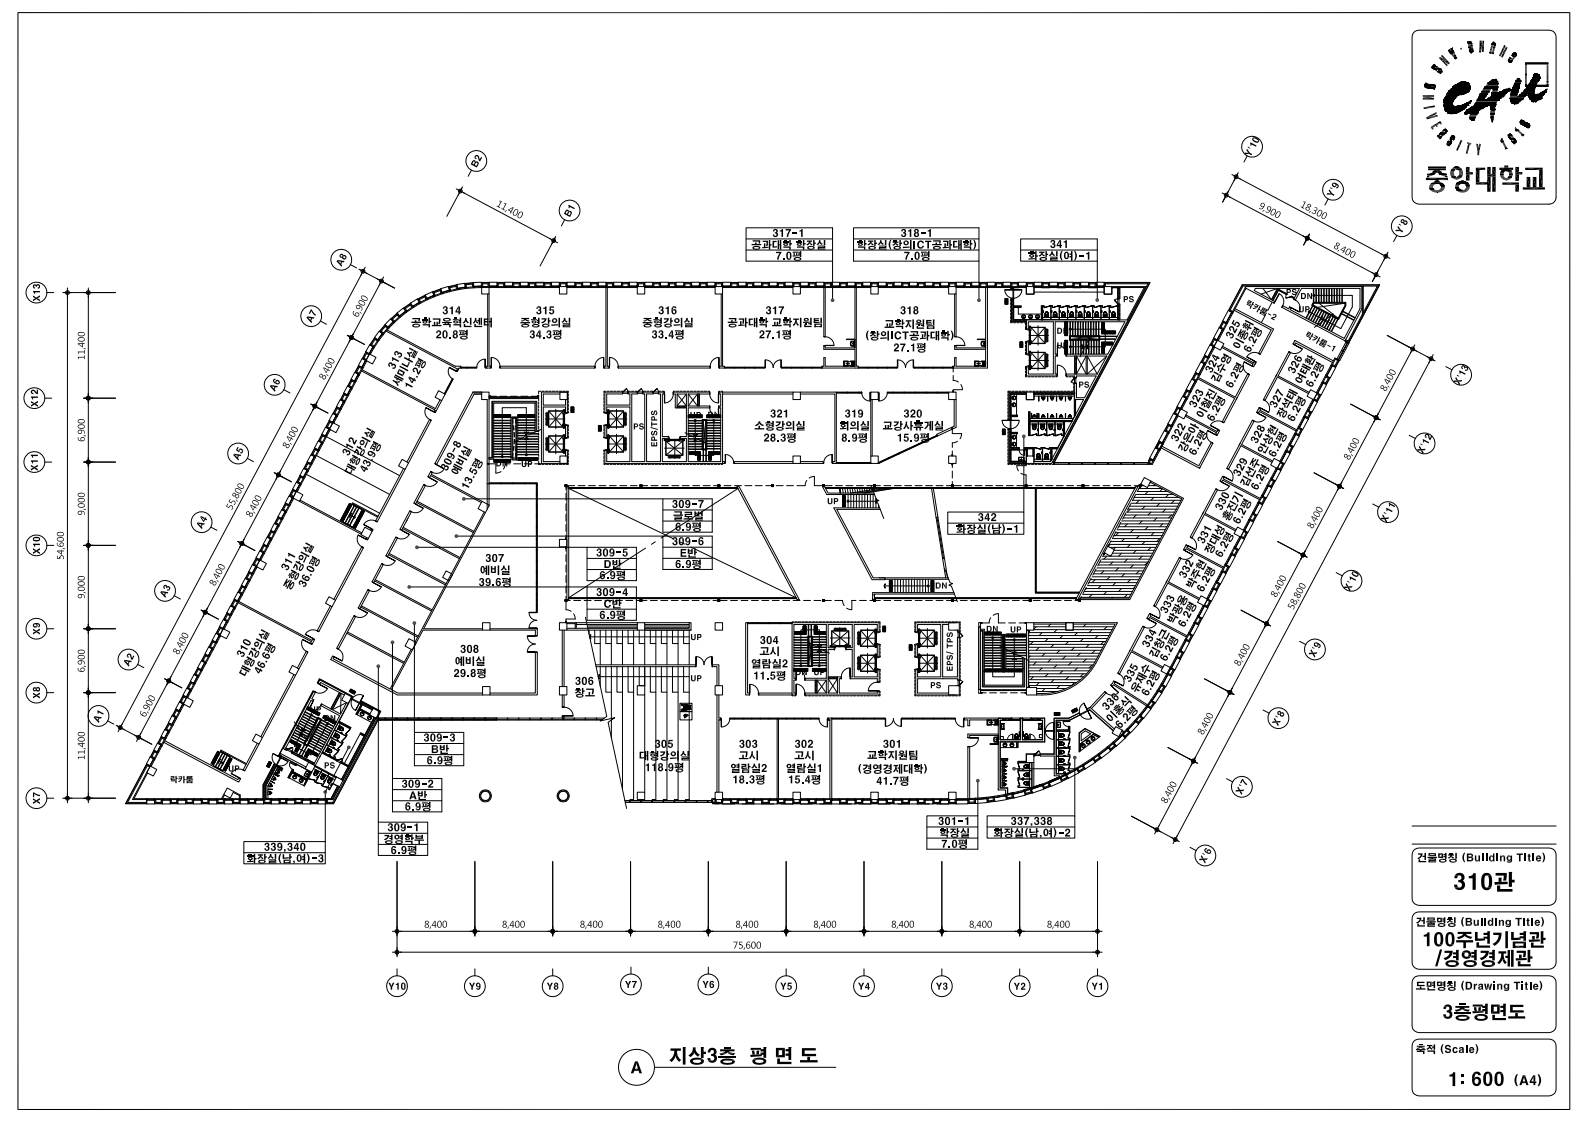 CHUNG-ANG UNIVERSITY 1918
CAU
중앙대학교
B2
B1
11,400
Y'10
Y'9
Y'8
18,300
9,900
8,400
317-1
공과대학 학장실
7.0평
318-1
학장실(창의ICT공과대학)
7.0평
341
화장실(여)-1
A8
A7
A6
A5
A4
A3
A2
A1
6,900
8,400
8,400
8,400
8,400
8,400
6,900
55,800
X13
X12
X11
X10
X9
X8
X7
11,400
6,900
9,000
9,000
6,900
11,400
54,600
314
공학교육혁신센터
20.8평
315
중형강의실
34.3평
316
중형강의실
33.4평
317
공과대학 교학지원팀
27.1평
318
교학지원팀
(창의ICT공과대학)
27.1평
PS
PS
313
세미나실
14.2평
312
대형강의실
43.9평
311
중형강의실
36.0평
310
대형강의실
46.6평
락카룸
UP
PS
309-8
예비실
13.5평
DN
UP
PS
EPS/TPS
321
소형강의실
28.3평
319
회의실
8.9평
320
교강사휴게실
15.9평
309-7
글로벌
6.9평
309-6
E반
6.9평
309-5
D반
6.9평
309-4
C반
6.9평
307
예비실
39.6평
UP
DN
342
화장실(남)-1
308
예비실
29.8평
306
창고
UP
UP
305
대형강의실
118.9평
304
고시
열람실2
11.5평
DN
UP
EPS/ TPS
PS
DN
UP
303
고시
열람실2
18.3평
302
고시
열람실1
15.4평
301
교학지원팀
(경영경제대학)
41.7평
309-3
B반
6.9평
309-2
A반
6.9평
309-1
경영학부
6.9평
339,340
화장실(남,여)-3
301-1
학장실
7.0평
337,338
화장실(남,여)-2
락카룸-2
PS
DN
UP
락카룸-1
325
6.2평
324
김수영
6.2평
323
이철진
6.2평
322
6.2평
326
여태환
6.2평
327
정석태
6.2평
328
안성현
6.2평
329
김선주
6.2평
330
홍진기
6.2평
331
정대성
6.2평
332
박주현
6.2평
333
박광용
6.2평
334
김창근
6.2평
335
유재수
6.2평
336
이홍식
6.2평
X'13
X'12
X'11
X'10
X'9
X'8
X'7
X'6
8,400
8,400
8,400
8,400
8,400
8,400
8,400
58,800
8,400
8,400
8,400
8,400
8,400
8,400
8,400
8,400
8,400
75,600
Y10
Y9
Y8
Y7
Y6
Y5
Y4
Y3
Y2
Y1
A
지상3층 평 면 도
건물명칭 (Building Title)
310관
건물명칭 (Building Title)
100주년기념관
/경영경제관
도면명칭 (Drawing Title)
3층평면도
축적 (Scale)
1: 600 (A4)